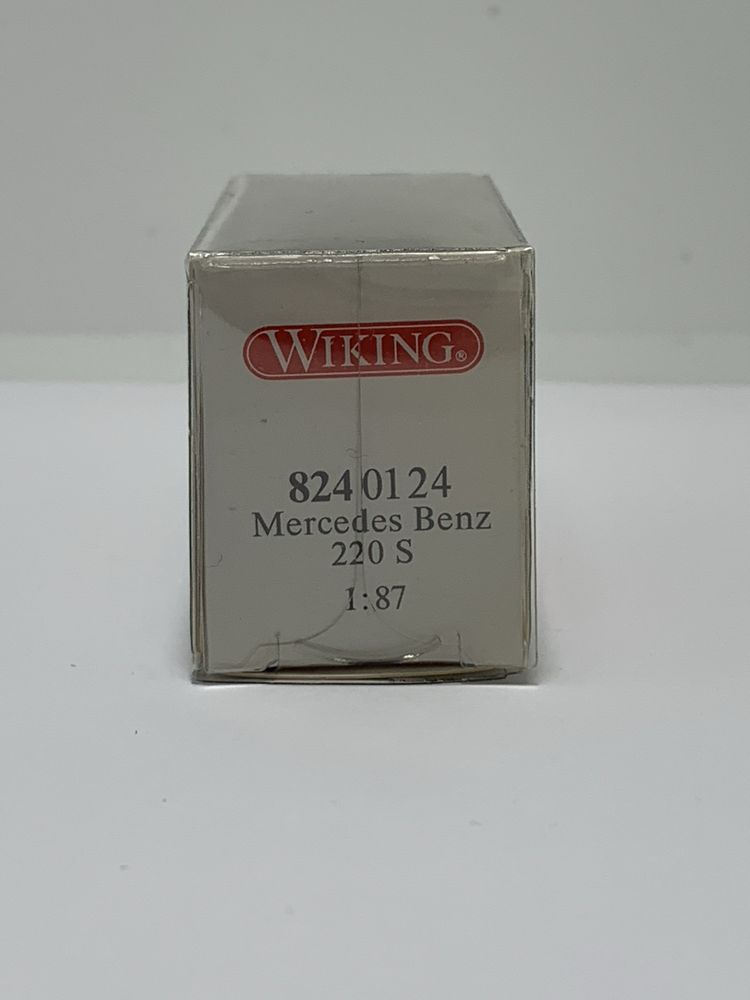 WIKING®
824 01 24
Mercedes Benz
220 S
1:87